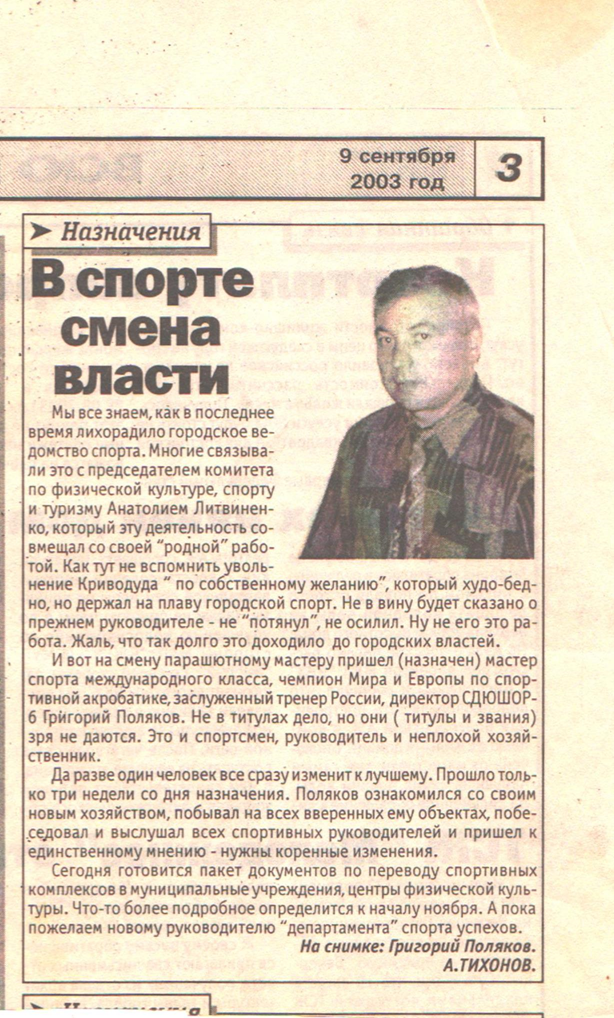 9 сентября
2003 год
3
Назначения
В спорте
смена
власти
Мы все знаем, как в последнее
время лихорадило городское ве-
домство спорта. Многие связыва-
ли это с председателем комитета
по физической культуре, спорту
и туризму Анатолием Литвинен-
ко, который эту деятельность со-
вмещал со своей "родной" рабо-
той. Как тут не вспомнить уволь-
нение Криводуда " по собственному желанию", который худо-бед-
но, но держал на плаву городской спорт. Не в вину будет сказано о
прежнем руководителе - не "потянул", не осилил. Ну не его это ра-
бота. Жаль, что так долго это доходило до городских властей.
И вот на смену парашютному мастеру пришел (назначен) мастер
спорта международного класса, чемпион Мира и Европы по спор-
тивной акробатике, заслуженный тренер России, директор СДЮШОР-
6 Григорий Поляков. Не в титулах дело, но они ( титулы и звания)
зря не даются. Это и спортсмен, руководитель и неплохой хозяй-
ственник.
Да разве один человек все сразу изменит к лучшему. Прошло толь-
ко три недели со дня назначения. Поляков ознакомился со своим
новым хозяйством, побывал на всех вверенных ему объектах, побе-
седовал и выслушал всех спортивных руководителей и пришел к
единственному мнению - нужны коренные изменения.
Сегодня готовится пакет документов по переводу спортивных
комплексов в муниципальные учреждения, центры физической куль-
туры. Что-то более подробное определится к началу ноября. А пока
пожелаем новому руководителю "департамента" спорта успехов.
На снимке: Григорий Поляков.
А.ТИХОНОВ.